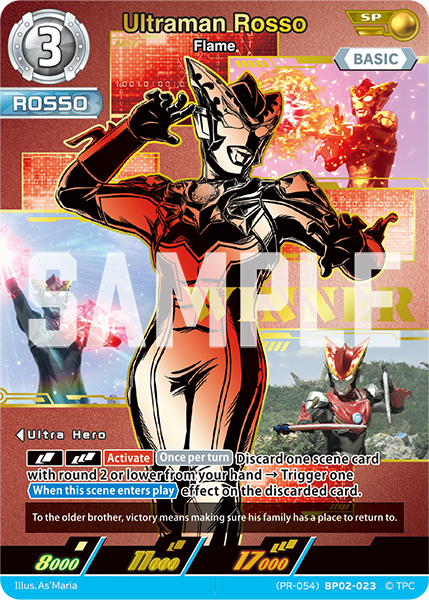 Ultraman Rosso
Flame
SP
3
BASIC
ROSSO
SAMPLE
WINNER
Ultra Hero
Activate Once per turn Discard one scene card
with round 2 or lower from your hand → Trigger one
When this scene enters play effect on the discarded card.
To the older brother, victory means making sure his family has a place to return to.
8000
11000
17000
Illus. As'Maria
(PR-054) BP02-023 © TPC